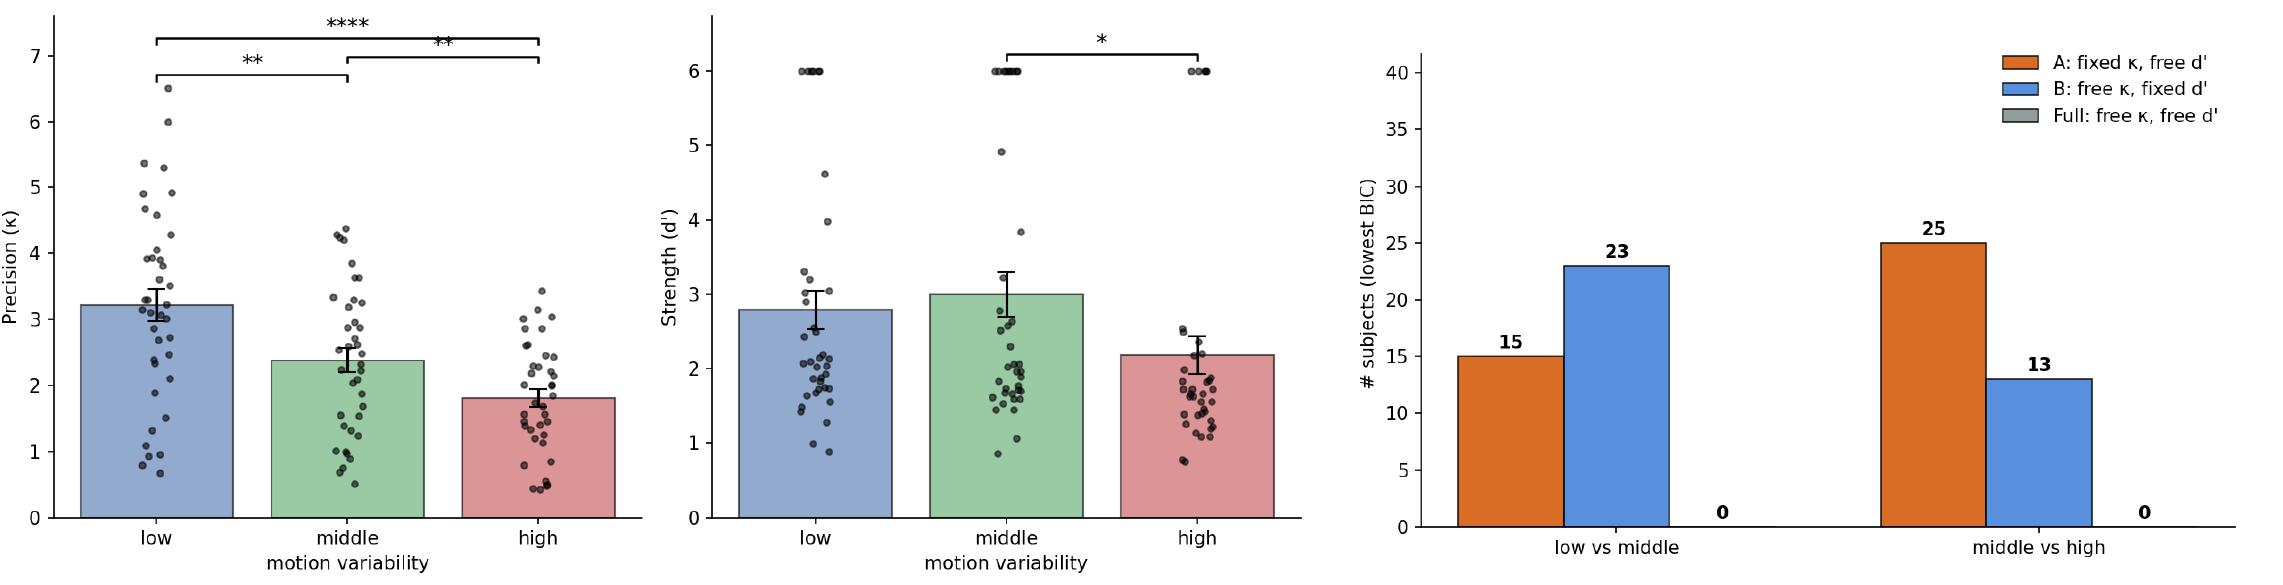 ****
**
**
7
6
5
4
3
2
1
0
Precision (κ)
low
middle
high
motion variability
*
6
5
4
3
2
1
0
Strength (d')
low
middle
high
motion variability
A: fixed κ, free d'
B: free κ, fixed d'
Full: free κ, free d'
40
35
30
25
20
15
10
5
0
# subjects (lowest BIC)
15
23
0
25
13
0
low vs middle
middle vs high